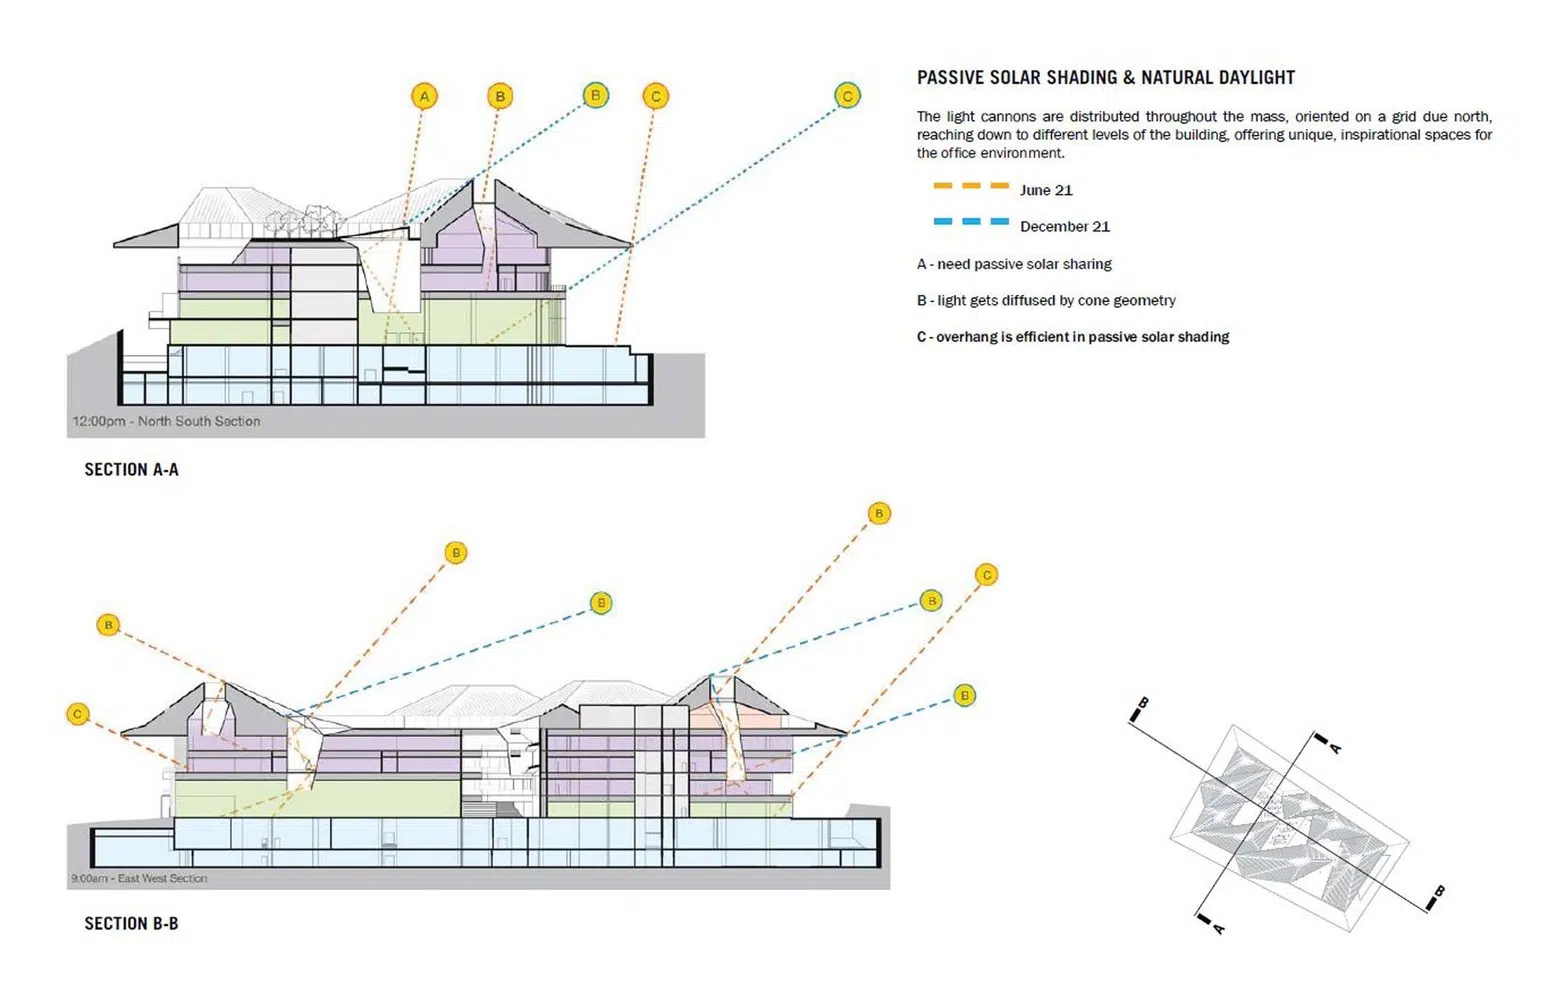 PASSIVE SOLAR SHADING & NATURAL DAYLIGHT
The light cannons are distributed throughout the mass, oriented on a grid due north,
reaching down to different levels of the building, offering unique, inspirational spaces for
the office environment.
June 21
December 21
A - need passive solar sharing
B - light gets diffused by cone geometry
C - overhang is efficient in passive solar shading
A
B
B
C
C
12:00pm - North South Section
SECTION A-A
B
B
C
B
B
B
B
C
B
9:00am - East West Section
SECTION B-B
B
A
B
A